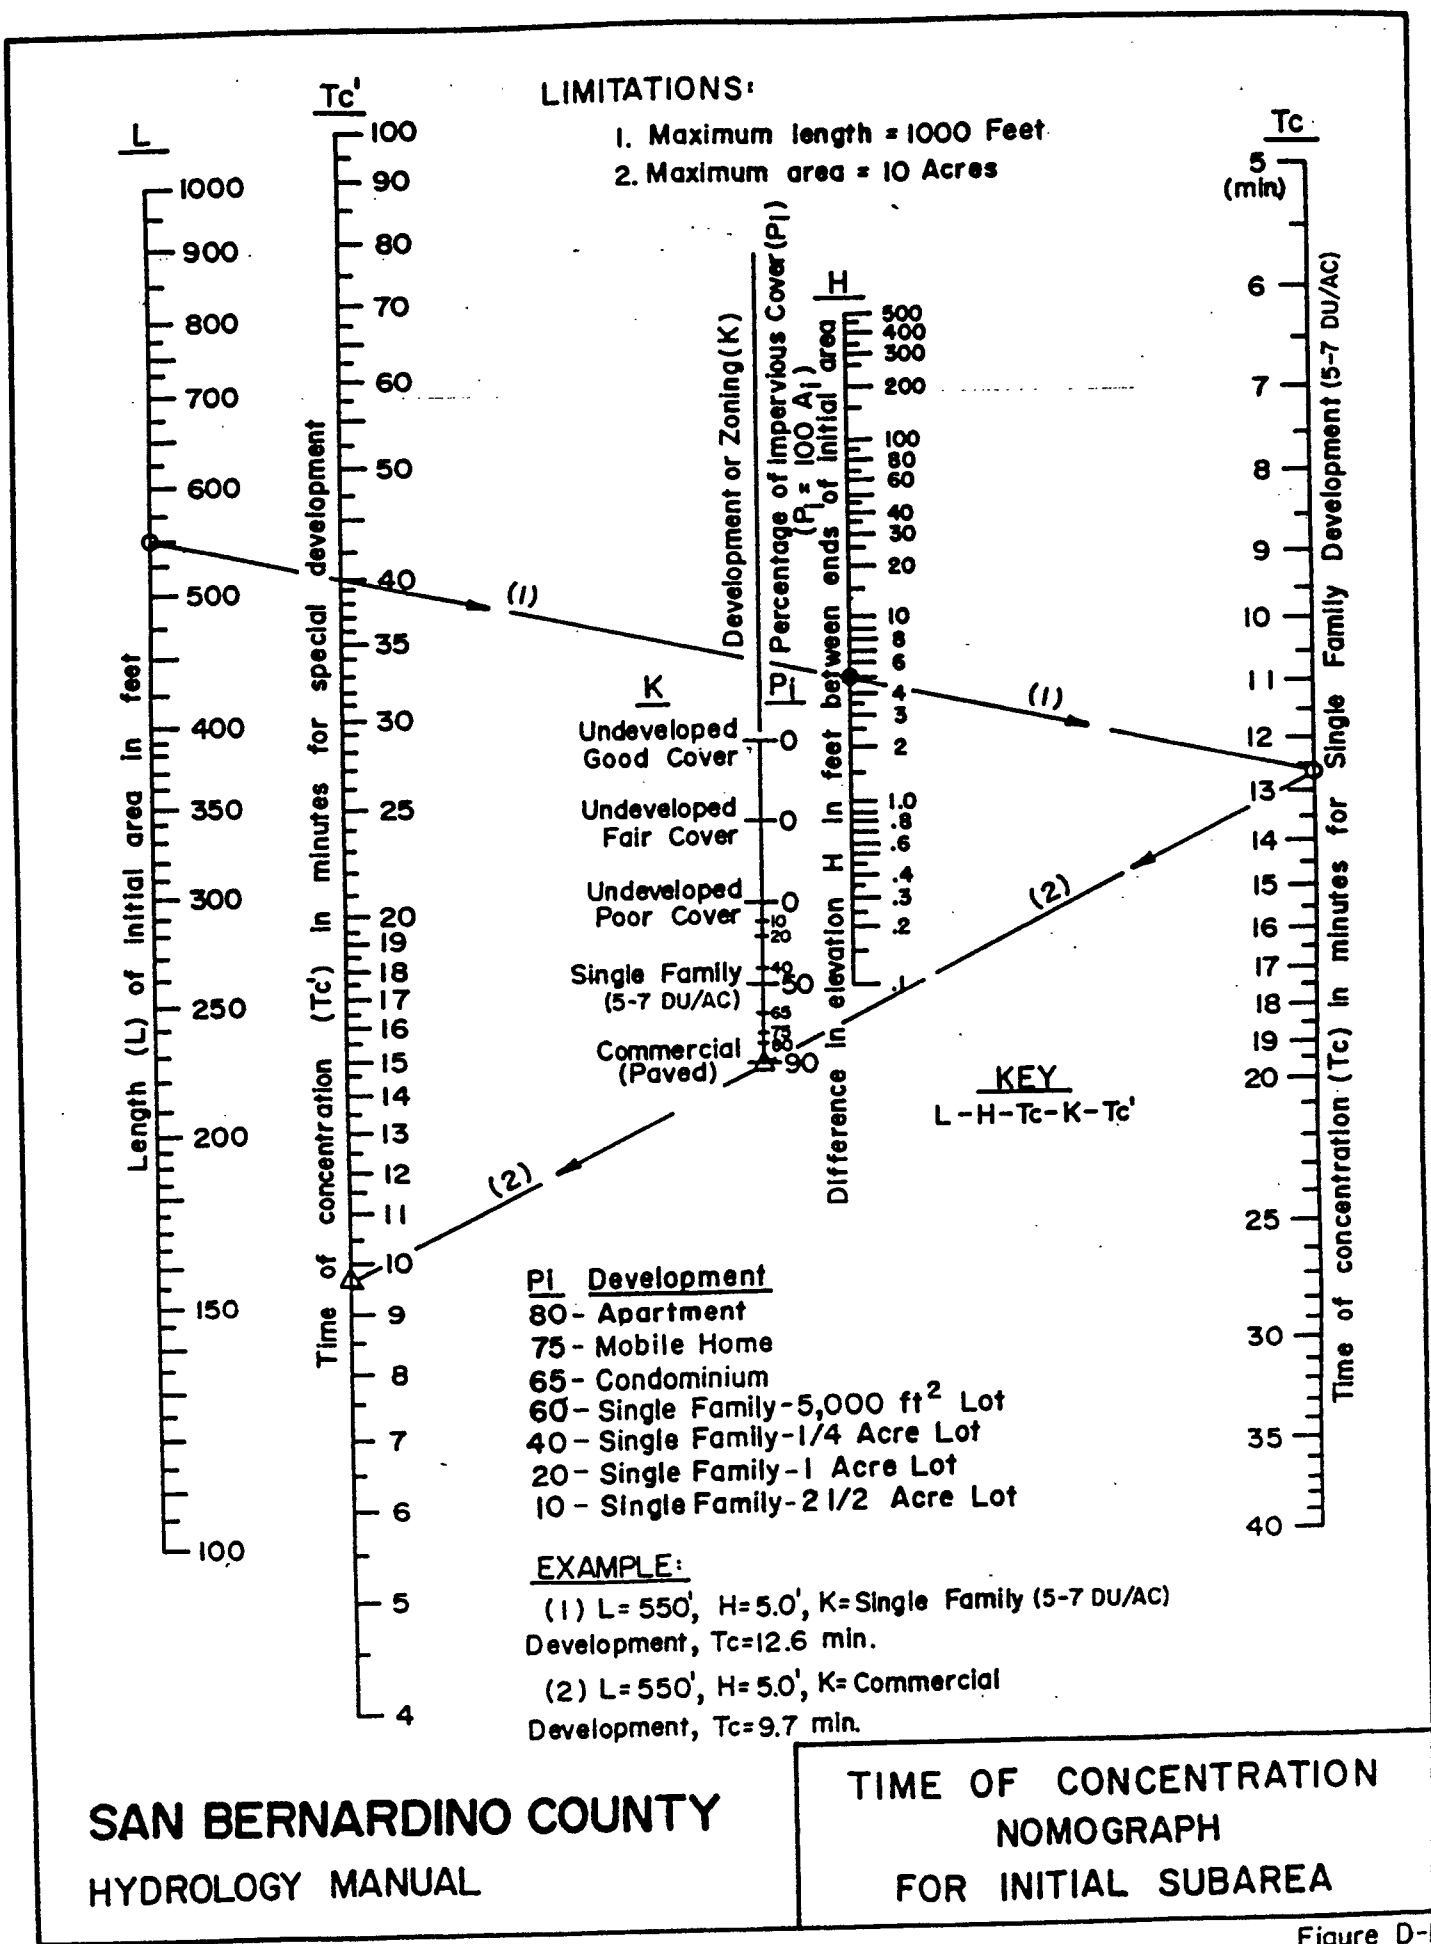 LIMITATIONS:
1. Maximum length = 1000 Feet
2. Maximum area = 10 Acres
L
1000
900
800
700
600
500
400
350
300
250
200
150
100
Length (L) of initial area in feet
Tc'
100
90
80
70
60
50
40
35
30
25
20
19
18
17
16
15
14
13
12
11
10
9
8
7
6
5
4
Time of concentration (Tc') in minutes for special development
(1)
(1)
(2)
(2)
Development or Zoning (K)
Percentage of Impervious Cover (Pi)
(Pi = 100 Ai)
K
Pi
Undeveloped Good Cover
0
Undeveloped Fair Cover
0
Undeveloped Poor Cover
0
10
20
40
Single Family (5-7 DU/AC)
50
65
75
80
Commercial (Paved)
90
H
500
400
300
200
100
80
60
40
30
20
10
8
6
4
3
2
1.0
.8
.6
.4
.3
.2
.1
Difference in elevation H in feet between ends of initial area
Tc
5
(min)
6
7
8
9
10
11
12
13
14
15
16
17
18
19
20
25
30
35
40
Time of concentration (Tc) in minutes for Single Family Development (5-7 DU/AC)
KEY
L-H-Tc-K-Tc'
Pi Development
80- Apartment
75- Mobile Home
65- Condominium
60- Single Family-5,000 ft² Lot
40- Single Family-1/4 Acre Lot
20- Single Family-1 Acre Lot
10- Single Family-2 1/2 Acre Lot
EXAMPLE:
(1) L=550', H=5.0', K=Single Family (5-7 DU/AC)
Development, Tc=12.6 min.
(2) L=550', H=5.0', K=Commercial
Development, Tc=9.7 min.
SAN BERNARDINO COUNTY
HYDROLOGY MANUAL
TIME OF CONCENTRATION
NOMOGRAPH
FOR INITIAL SUBAREA
Figure D-1